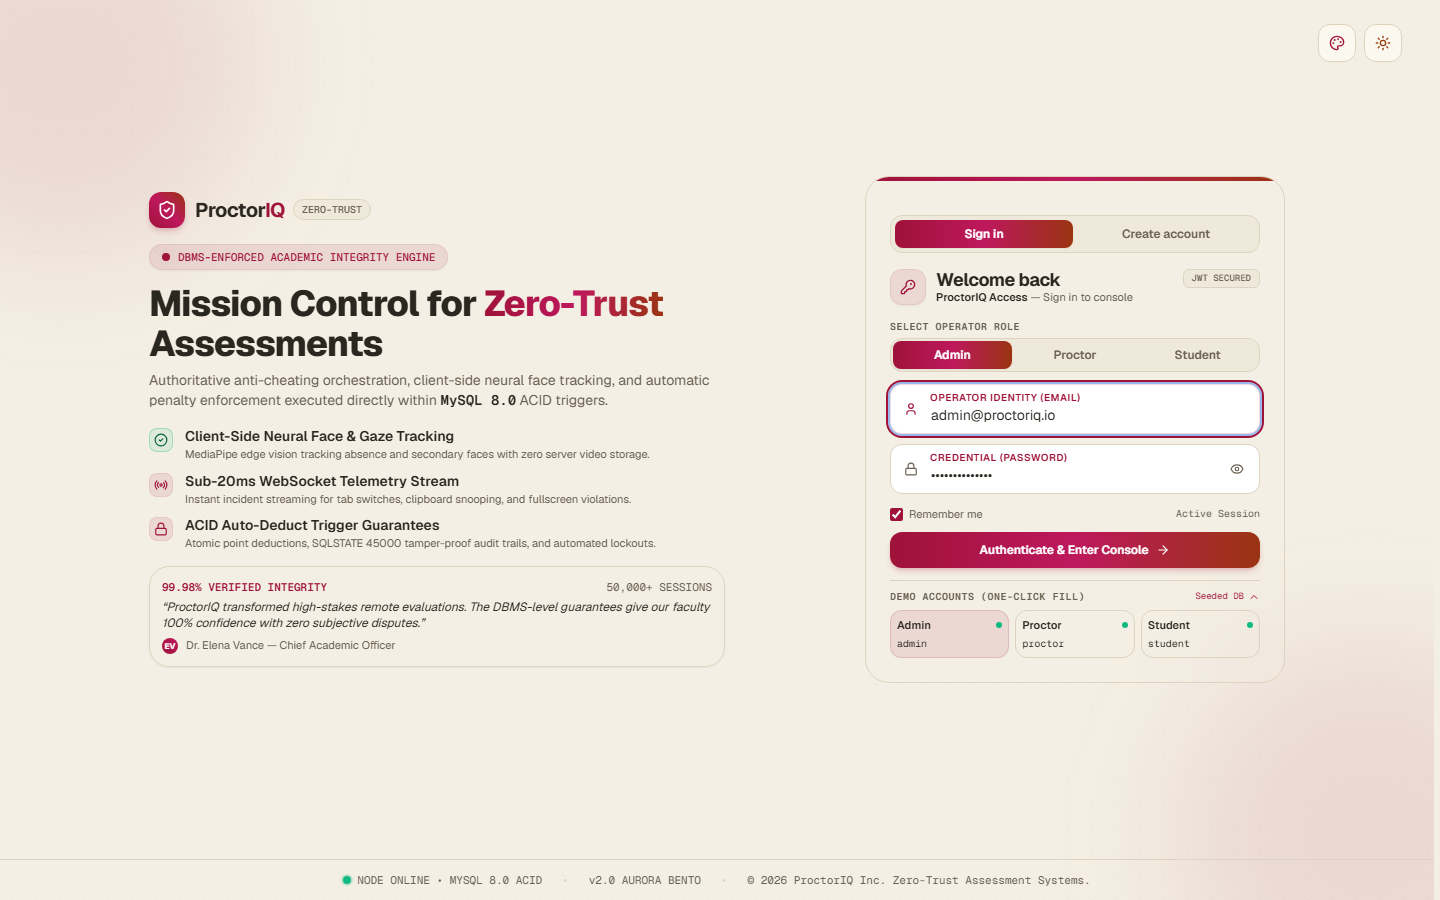 ProctorIQ ZERO-TRUST
DBMS-ENFORCED ACADEMIC INTEGRITY ENGINE
Mission Control for Zero-Trust
Assessments
Authoritative anti-cheating orchestration, client-side neural face tracking, and automatic
penalty enforcement executed directly within MySQL 8.0 ACID triggers.
Client-Side Neural Face & Gaze Tracking
MediaPipe edge vision tracking absence and secondary faces with zero server video storage.
Sub-20ms WebSocket Telemetry Stream
Instant incident streaming for tab switches, clipboard snooping, and fullscreen violations.
ACID Auto-Deduct Trigger Guarantees
Atomic point deductions, SQLSTATE 45000 tamper-proof audit trails, and automated lockouts.
99.98% VERIFIED INTEGRITY 50,000+ SESSIONS
“ProctorIQ transformed high-stakes remote evaluations. The DBMS-level guarantees give our faculty
100% confidence with zero subjective disputes.”
EV Dr. Elena Vance — Chief Academic Officer
Sign in Create account
Welcome back JWT SECURED
ProctorIQ Access — Sign in to console
SELECT OPERATOR ROLE
Admin Proctor Student
OPERATOR IDENTITY (EMAIL)
admin@proctoriq.io
CREDENTIAL (PASSWORD)
••••••••••••••
Remember me Active Session
Authenticate & Enter Console →
DEMO ACCOUNTS (ONE-CLICK FILL) Seeded DB
Admin Proctor Student
admin proctor student
NODE ONLINE • MYSQL 8.0 ACID • v2.0 AURORA BENTO • © 2026 ProctorIQ Inc. Zero-Trust Assessment Systems.